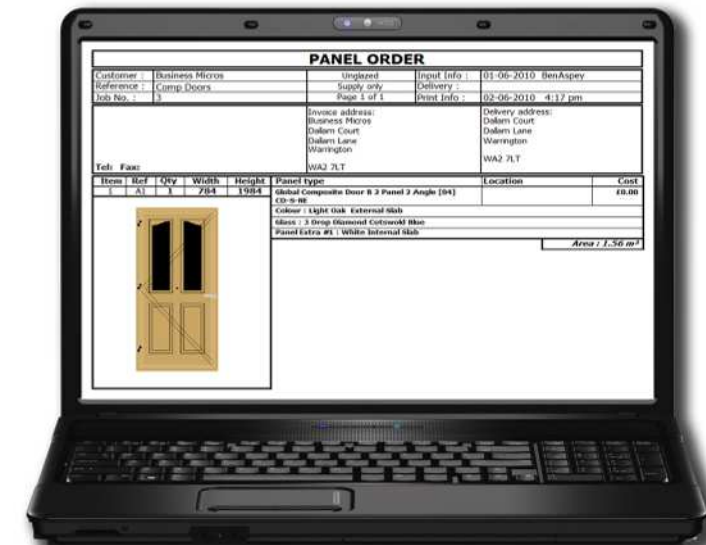 PANEL ORDER
Customer : Business Micros Unglazed Input Info : 01-06-2010 BenAspey
Reference : Comp Doors Supply only Delivery :
Job No. : 3 Page 1 of 1 Print Info : 02-06-2010 4:17 pm
Invoice address: Delivery address:
Business Micros Dallam Court
Dallam Court Dallam Lane
Dallam Lane Warrington
Warrington
WA2 7LT
Tel: Fax: WA2 7LT
Item Ref Qty Width Height Panel type Location Cost
1 A1 1 784 1984 Global Composite Door R 2 Panel 2 Angle [04] £0.00
CD-S-RE
Colour : Light Oak External Slab
Glass : 3 Drop Diamond Cotswold Blue
Panel Extra #1 : White Internal Slab
Area : 1.56 m²